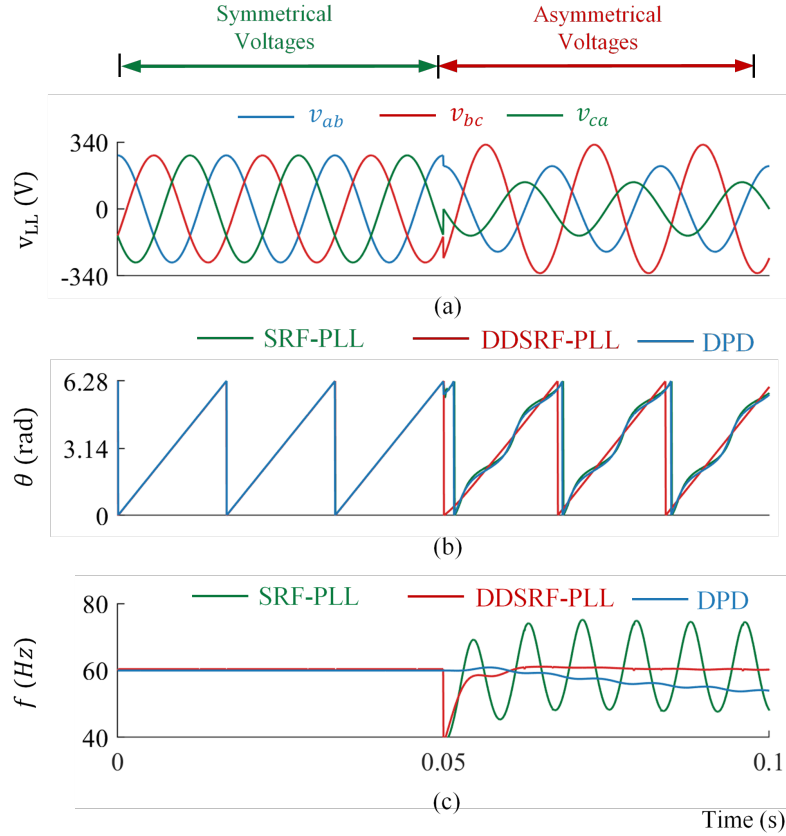 Symmetrical Asymmetrical
Voltages Voltages
v_ab v_bc v_ca
340
v_LL (V)
0
-340
(a)
SRF-PLL DDSRF-PLL DPD
6.28
θ (rad)
3.14
0
(b)
SRF-PLL DDSRF-PLL DPD
80
f (Hz)
60
40
0 0.05 0.1
(c)
Time (s)